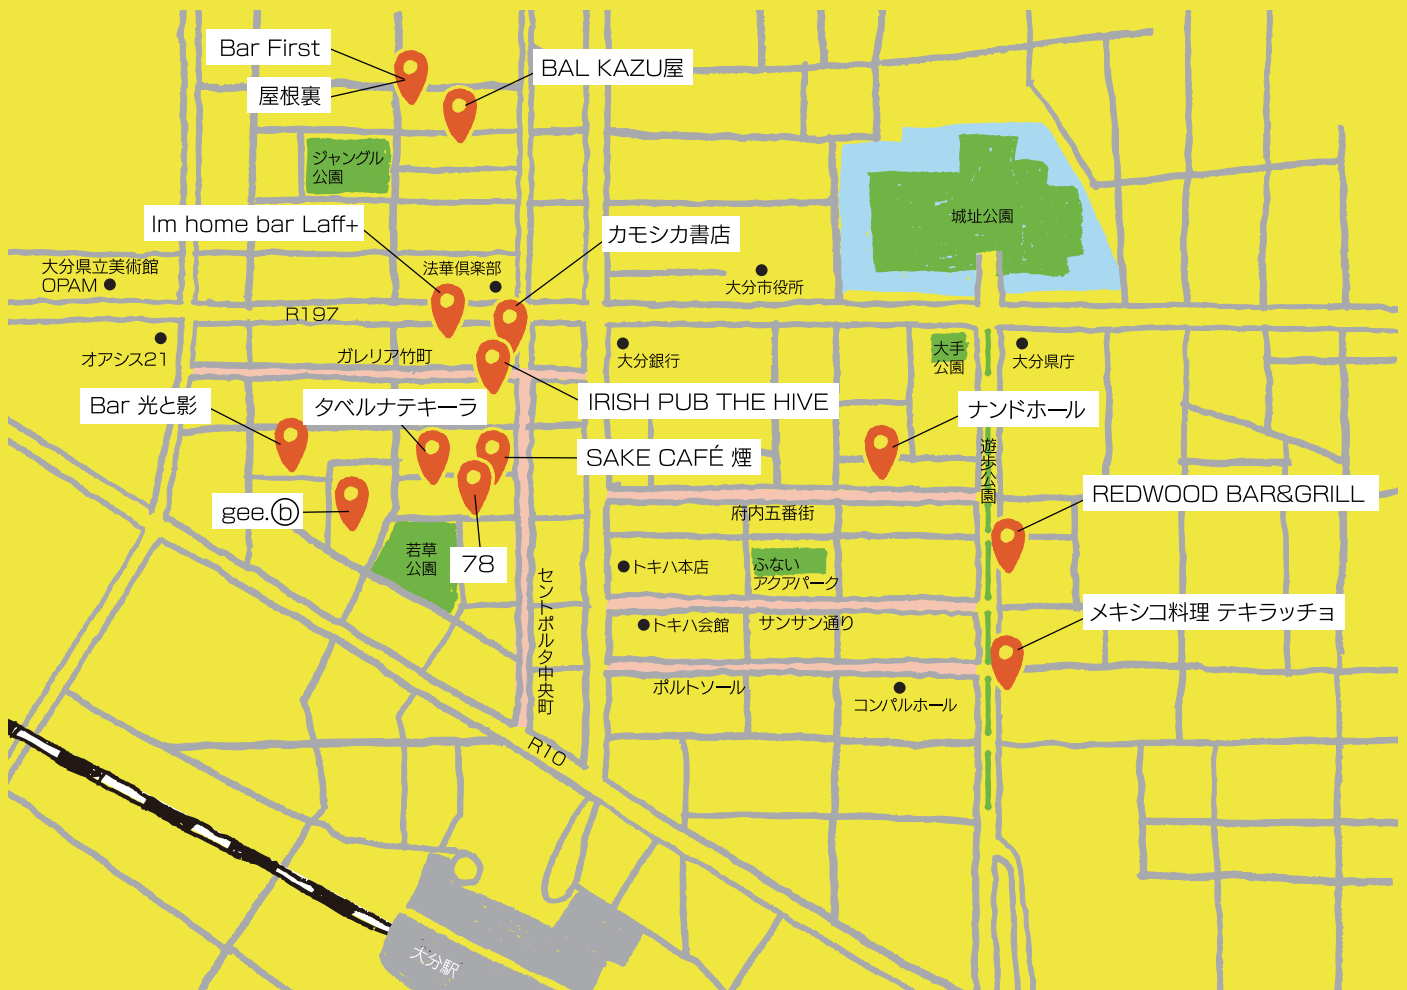 Bar First
屋根裏
BAL KAZU屋
ジャングル
公園
Im home bar Laff+
カモシカ書店
城址公園
大分県立美術館
OPAM
法華倶楽部
大分市役所
R197
オアシス21
ガレリア竹町
大分銀行
大手
公園
大分県庁
Bar 光と影
タベルナテキーラ
IRISH PUB THE HIVE
ナンドホール
SAKE CAFÉ 煙
遊歩公園
REDWOOD BAR&GRILL
gee.ⓑ
府内五番街
若草
公園
78
トキハ本店
ふない
アクアパーク
セントポルタ中央町
トキハ会館
サンサン通り
メキシコ料理 テキラッチョ
ポルトソール
コンパルホール
R10
大分駅